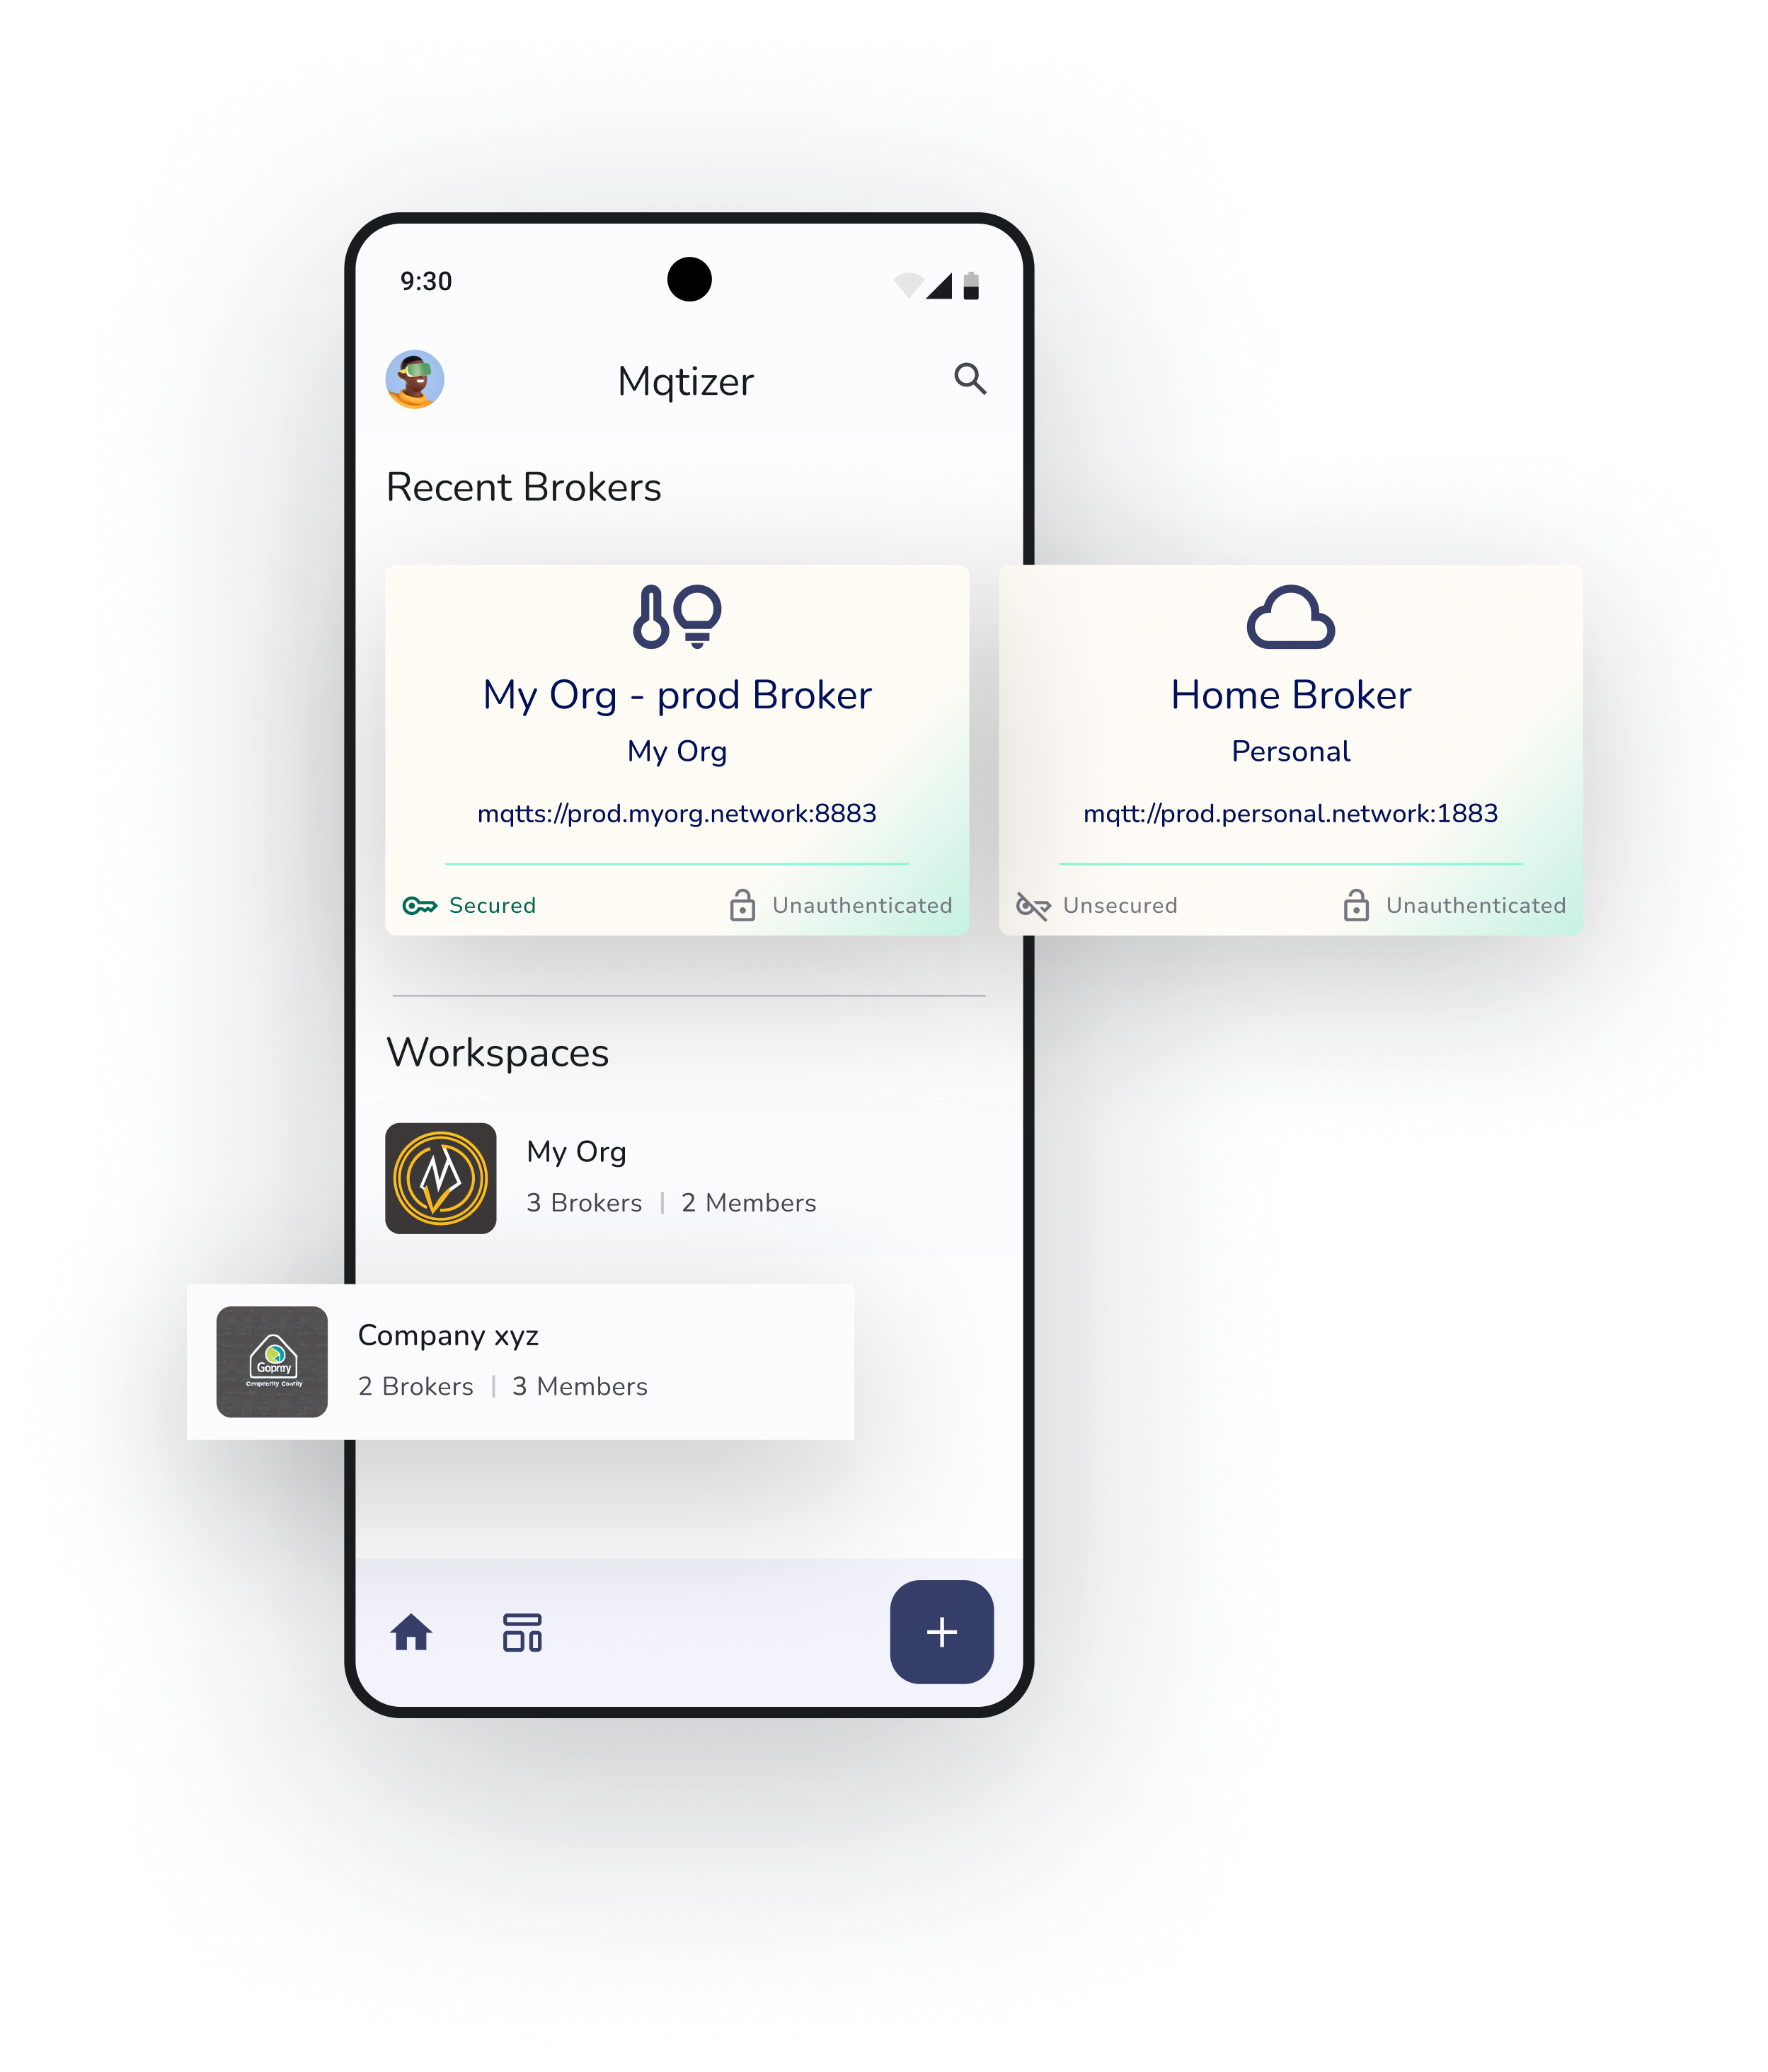 9:30
Mqtizer
Recent Brokers
My Org - prod Broker
My Org
mqtts://prod.myorg.network:8883
Secured
Unauthenticated
Home Broker
Personal
mqtt://prod.personal.network:1883
Unsecured
Unauthenticated
Workspaces
My Org
3 Brokers | 2 Members
Company xyz
2 Brokers | 3 Members